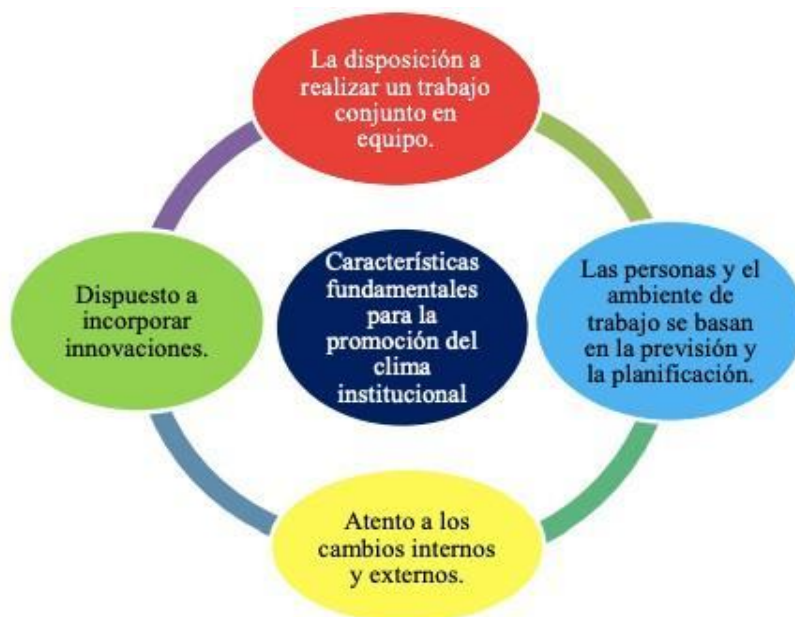 La disposición a
realizar un trabajo
conjunto en
equipo.
Características
fundamentales
para la
promoción del
clima
institucional
Las personas y el
ambiente de
trabajo se basan
en la previsión y
la planificación.
Dispuesto a
incorporar
innovaciones.
Atento a los
cambios internos
y externos.